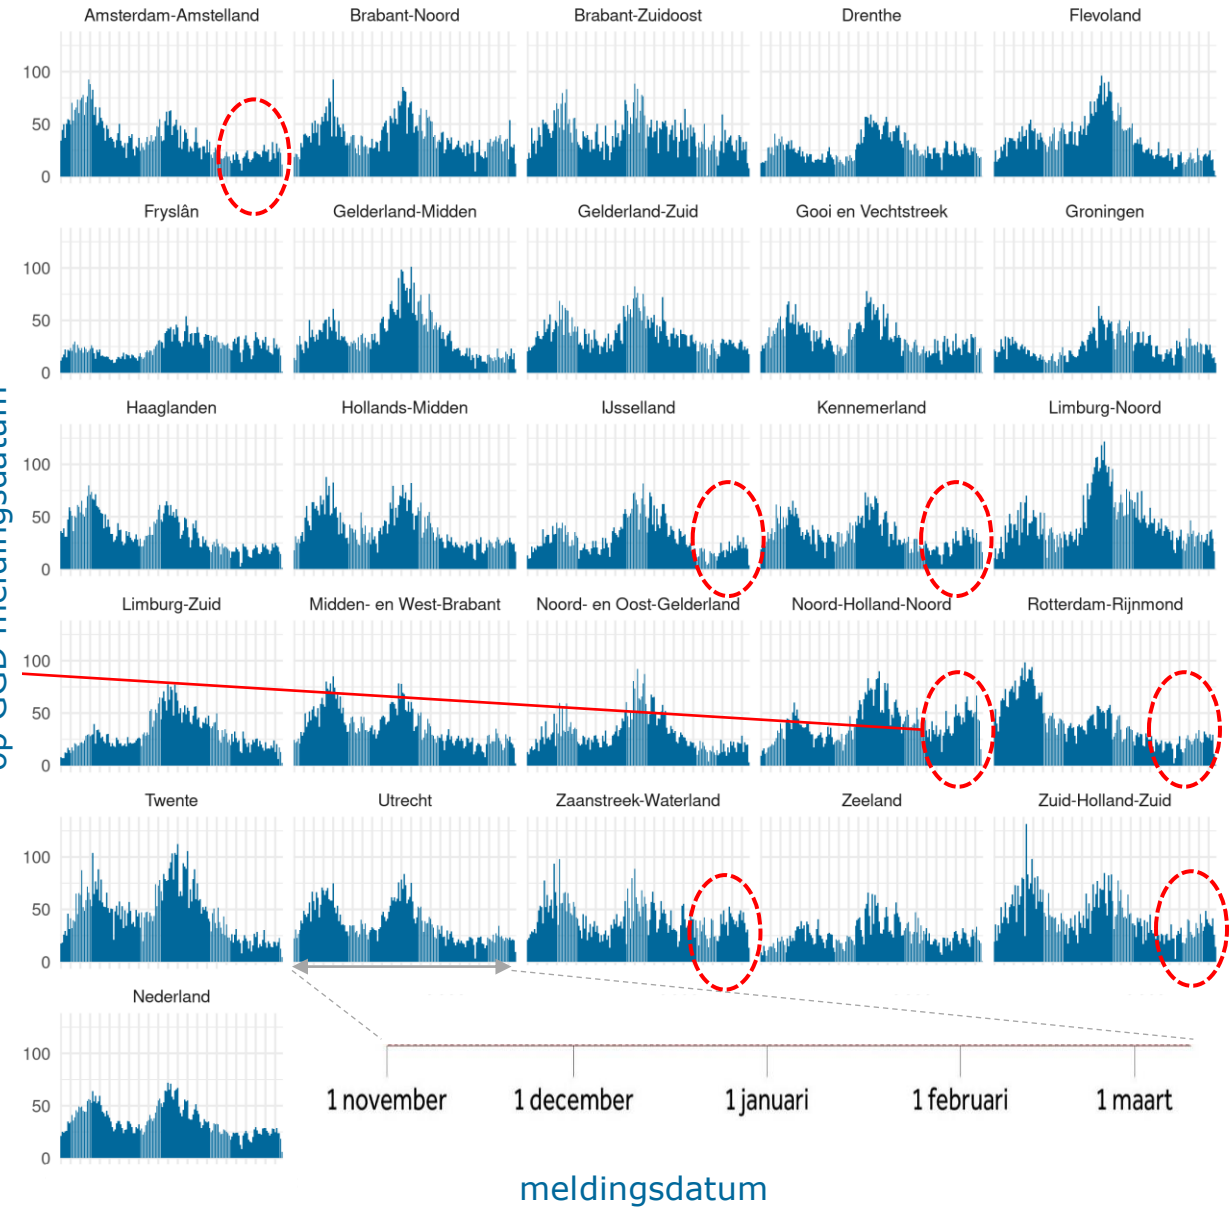 Amsterdam-Amstelland Brabant-Noord Brabant-Zuidoost Drenthe Flevoland
100
50
0
Fryslân Gelderland-Midden Gelderland-Zuid Gooi en Vechtstreek Groningen
100
50
0
Haaglanden Hollands-Midden IJsselland Kennemerland Limburg-Noord
100
50
0
Limburg-Zuid Midden- en West-Brabant Noord- en Oost-Gelderland Noord-Holland-Noord Rotterdam-Rijnmond
100
50
0
Twente Utrecht Zaanstreek-Waterland Zeeland Zuid-Holland-Zuid
100
50
0
Nederland
100
50
0
1 november 1 december 1 januari 1 februari 1 maart
meldingsdatum